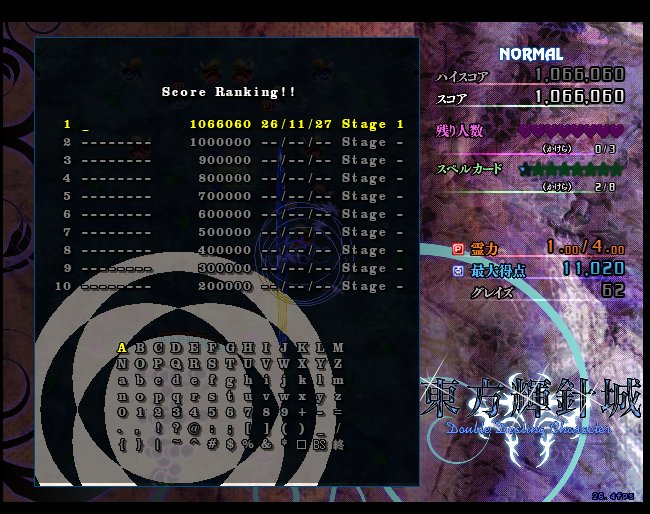 Score Ranking!!
1 _ 1066060 26/11/27 Stage 1
2 -------- 1000000 --/--/-- Stage -
3 -------- 900000 --/--/-- Stage -
4 -------- 800000 --/--/-- Stage -
5 -------- 700000 --/--/-- Stage -
6 -------- 600000 --/--/-- Stage -
7 -------- 500000 --/--/-- Stage -
8 -------- 400000 --/--/-- Stage -
9 -------- 300000 --/--/-- Stage -
10 -------- 200000 --/--/-- Stage -
A B C D E F G H I J K L M
N O P Q R S T U V W X Y Z
a b c d e f g h i j k l m
n o p q r s t u v w x y z
0 1 2 3 4 5 6 7 8 9 + - =
. , ! ? @ : ; [ ] ( ) _ /
{ } | ~ ^ # $ % & * □ BS 終
NORMAL
ハイスコア 1,066,060
スコア 1,066,060
残り人数
(かけら) 0/3
スペルカード
(かけら) 2/8
P 霊力 1.00/4.00
最大得点 11,020
グレイズ 62
東方輝針城
Double Dealing Character
26.4fps